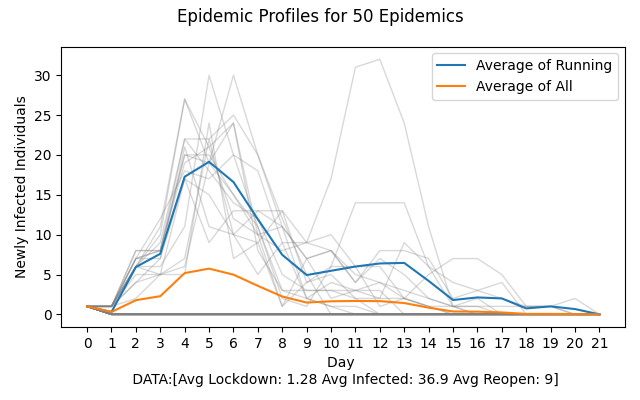 Epidemic Profiles for 50 Epidemics
Average of Running
Average of All
Newly Infected Individuals
30
25
20
15
10
5
0
0 1 2 3 4 5 6 7 8 9 10 11 12 13 14 15 16 17 18 19 20 21
Day
DATA:[Avg Lockdown: 1.28 Avg Infected: 36.9 Avg Reopen: 9]